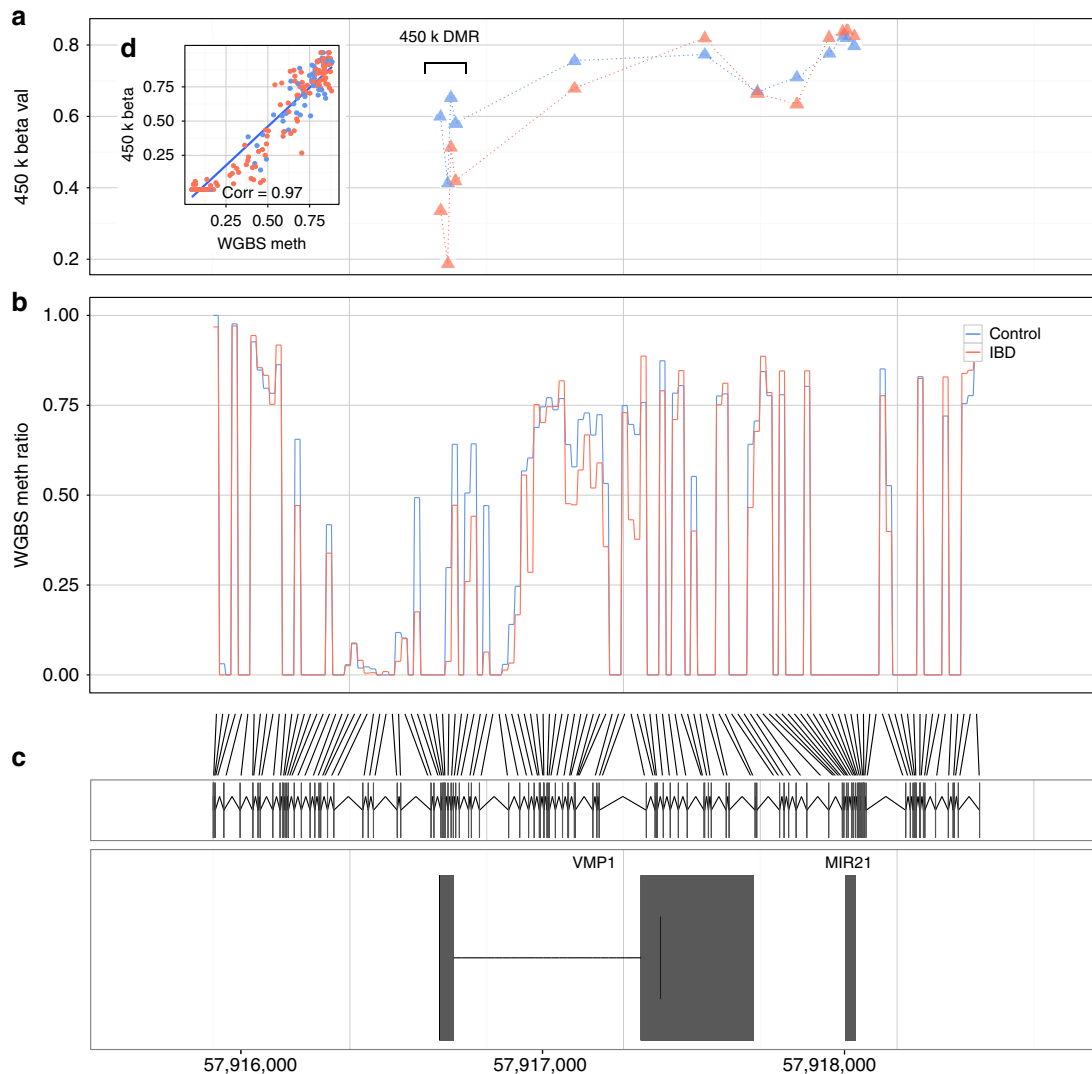 a
0.8
0.6
0.4
0.2
450 k beta val
d
0.75
0.50
0.25
450 k beta
Corr = 0.97
0.25 0.50 0.75
WGBS meth
450 k DMR
b
1.00
0.75
0.50
0.25
0.00
WGBS meth ratio
Control
IBD
c
VMP1
MIR21
57,916,000 57,917,000 57,918,000